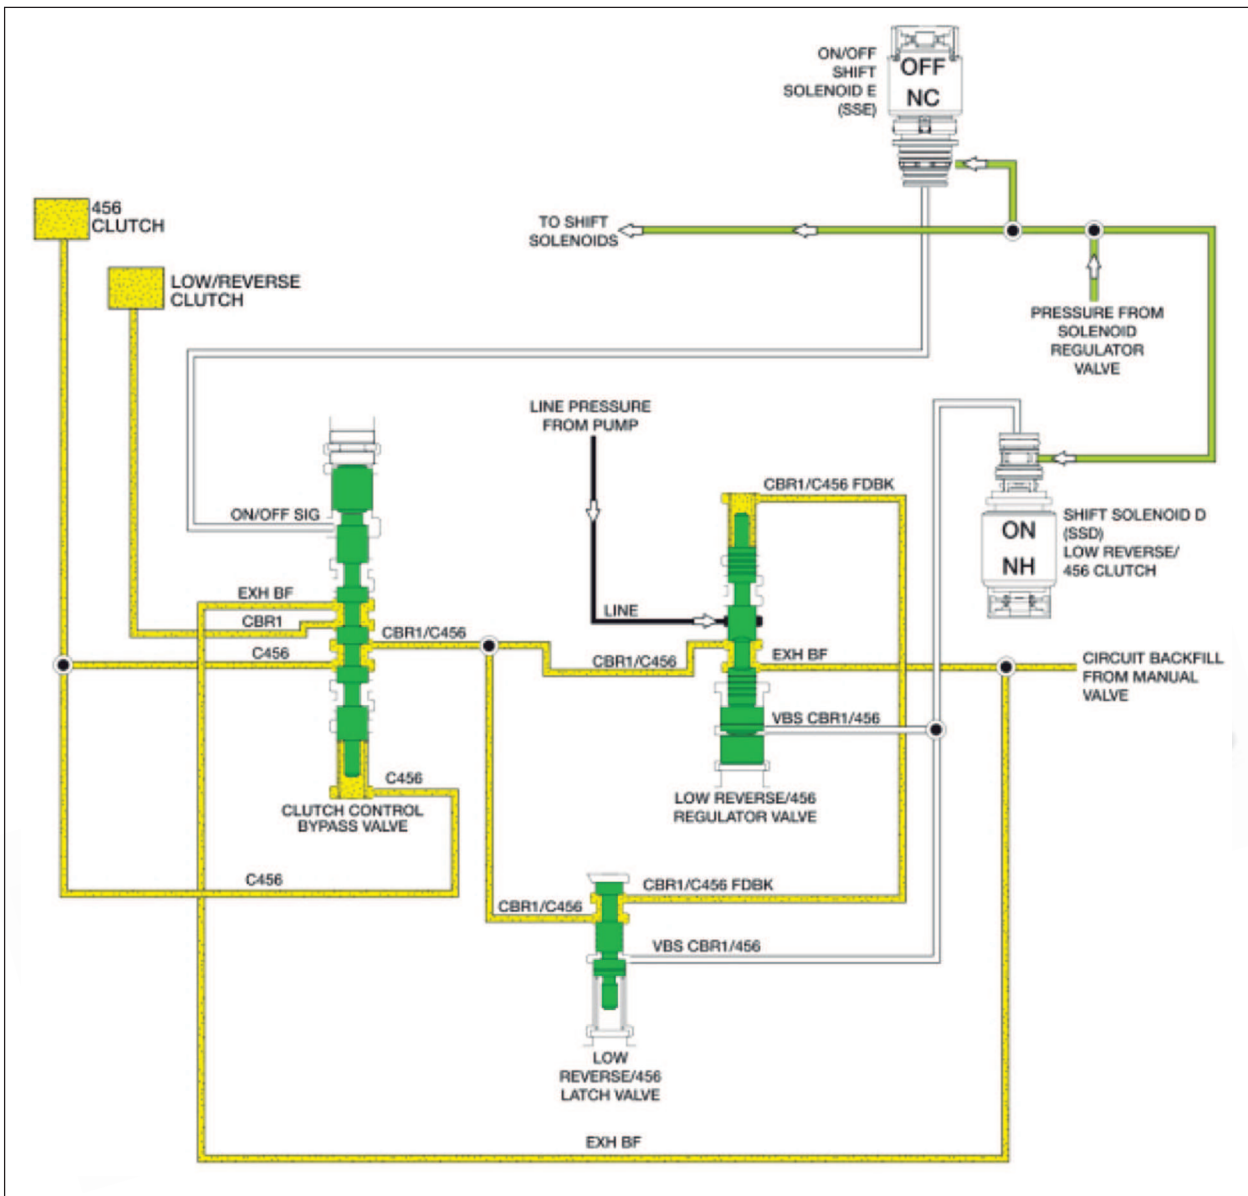 ON/OFF
SHIFT
SOLENOID E
(SSE)
OFF
NC
456
CLUTCH
TO SHIFT
SOLENOIDS
LOW/REVERSE
CLUTCH
PRESSURE FROM
SOLENOID
REGULATOR
VALVE
LINE PRESSURE
FROM PUMP
CBR1/C456 FDBK
ON/OFF SIG
SHIFT SOLENOID D
(SSD)
LOW REVERSE/
456 CLUTCH
ON
NH
EXH BF
CBR1
C456
CBR1/C456
LINE
CBR1/C456
EXH BF
CIRCUIT BACKFILL
FROM MANUAL
VALVE
VBS CBR1/456
C456
CLUTCH CONTROL
BYPASS VALVE
LOW REVERSE/456
REGULATOR VALVE
C456
CBR1/C456 FDBK
CBR1/C456
VBS CBR1/456
LOW
REVERSE/456
LATCH VALVE
EXH BF